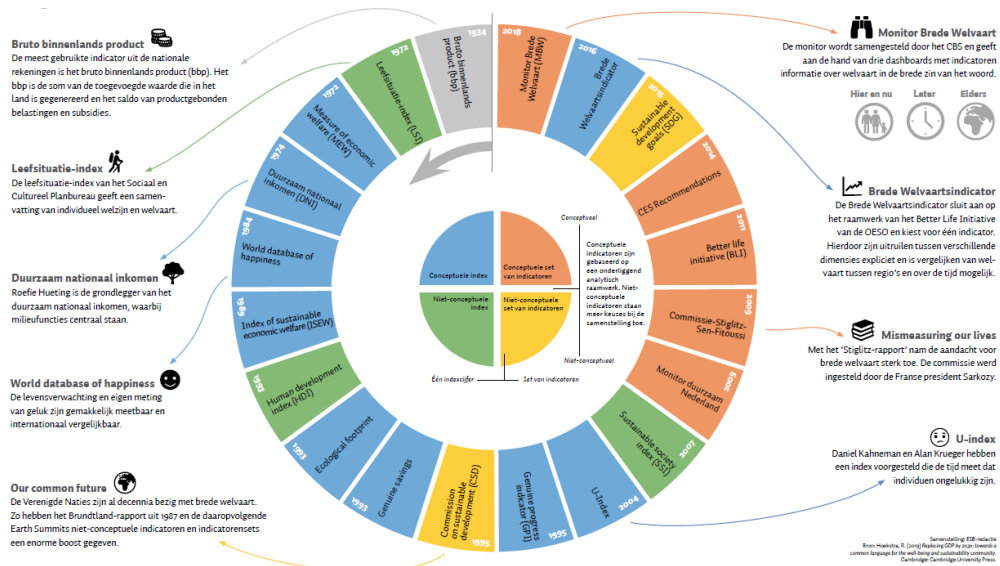 Bruto binnenlands product
De meest gebruikte indicator uit de nationale
rekeningen is het bruto binnenlands product (bbp). Het
bbp is de som van de toegevoegde waarde die in het
land is gegenereerd en het saldo van productgebonden
belastingen en subsidies.
Leefsituatie-index
De leefsituatie-index van het Sociaal en
Cultureel Planbureau geeft een samen-
vatting van individueel welzijn en welvaart.
Duurzaam nationaal inkomen
Roefie Hueting is de grondlegger van het
duurzaam nationaal inkomen, waarbij
milieufuncties centraal staan.
World database of happiness
De levensverwachting en eigen meting
van geluk zijn gemakkelijk meetbaar en
internationaal vergelijkbaar.
Our common future
De Verenigde Naties zijn al decennia bezig met brede welvaart.
Zo hebben het Brundtland-rapport uit 1987 en de daaropvolgende
Earth Summits niet-conceptuele indicatoren en indicatorensets
een enorme boost gegeven.
1934
Bruto binnenlands
product (bbp)
1972
Leefsituatie-index (LSI)
1972
Measure of economic
welfare (MEW)
1974
Duurzaam nationaal
inkomen (DNI)
1984
World database of
happiness
1989
Index of sustainable
economic welfare (ISEW)
1993
Human development
index (HDI)
1993
Ecological footprint
1993
Genuine savings
1995
Commission
on sustainable
development (CSD)
1995
Genuine progress
indicator (GPI)
2004
U-Index
2007
Sustainable society
index (SSI)
2009
Monitor duurzaam
Nederland
2009
Commissie-Stiglitz-
Sen-Fitoussi
2011
Better life
initiative (BLI)
2014
CES Recommendations
2015
Sustainable
development
goals (SDG)
2016
Brede
Welvaartsindicator
2018
Monitor Brede
Welvaart (MBW)
Conceptuele index
Conceptuele set
van indicatoren
Niet-conceptuele
index
Niet-conceptuele
set van indicatoren
Conceptueel
Conceptuele
indicatoren zijn
gebaseerd op
een onderliggend
analytisch
raamwerk. Niet-
conceptuele
indicatoren staan
meer keuzes bij de
samenstelling toe.
Niet-conceptueel
Één indexcijfer
Set van indicatoren
Monitor Brede Welvaart
De monitor wordt samengesteld door het CBS en geeft
aan de hand van drie dashboards met indicatoren
informatie over welvaart in de brede zin van het woord.
Hier en nu
Later
Elders
Brede Welvaartsindicator
De Brede Welvaartsindicator sluit aan op
het raamwerk van het Better Life Initiative
van de OESO en kiest voor één indicator.
Hierdoor zijn uitruilen tussen verschillende
dimensies expliciet en is vergelijken van wel-
vaart tussen regio's en over de tijd mogelijk.
Mismeasuring our lives
Met het 'Stiglitz-rapport' nam de aandacht voor
brede welvaart sterk toe. De commissie werd
ingesteld door de Franse president Sarkozy.
U-index
Daniel Kahneman en Alan Krueger hebben
een index voorgesteld die de tijd meet dat
individuen ongelukkig zijn.
Samenstelling: ESB-redactie
Bron: Hoekstra, R. (2019) Replacing GDP by 2030: towards a
common language for the well-being and sustainability community.
Cambridge: Cambridge University Press.